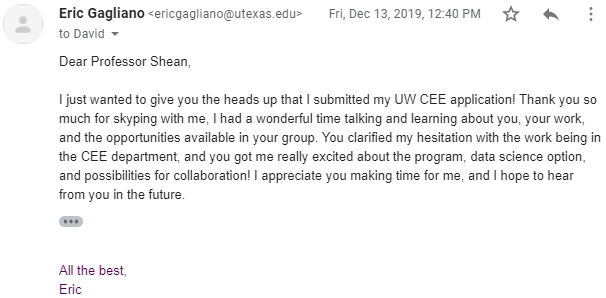 Eric Gagliano <ericgagliano@utexas.edu> Fri, Dec 13, 2019, 12:40 PM
to David
Dear Professor Shean,
I just wanted to give you the heads up that I submitted my UW CEE application! Thank you so
much for skyping with me, I had a wonderful time talking and learning about you, your work,
and the opportunities available in your group. You clarified my hesitation with the work being in
the CEE department, and you got me really excited about the program, data science option,
and possibilities for collaboration! I appreciate you making time for me, and I hope to hear
from you in the future.
All the best,
Eric